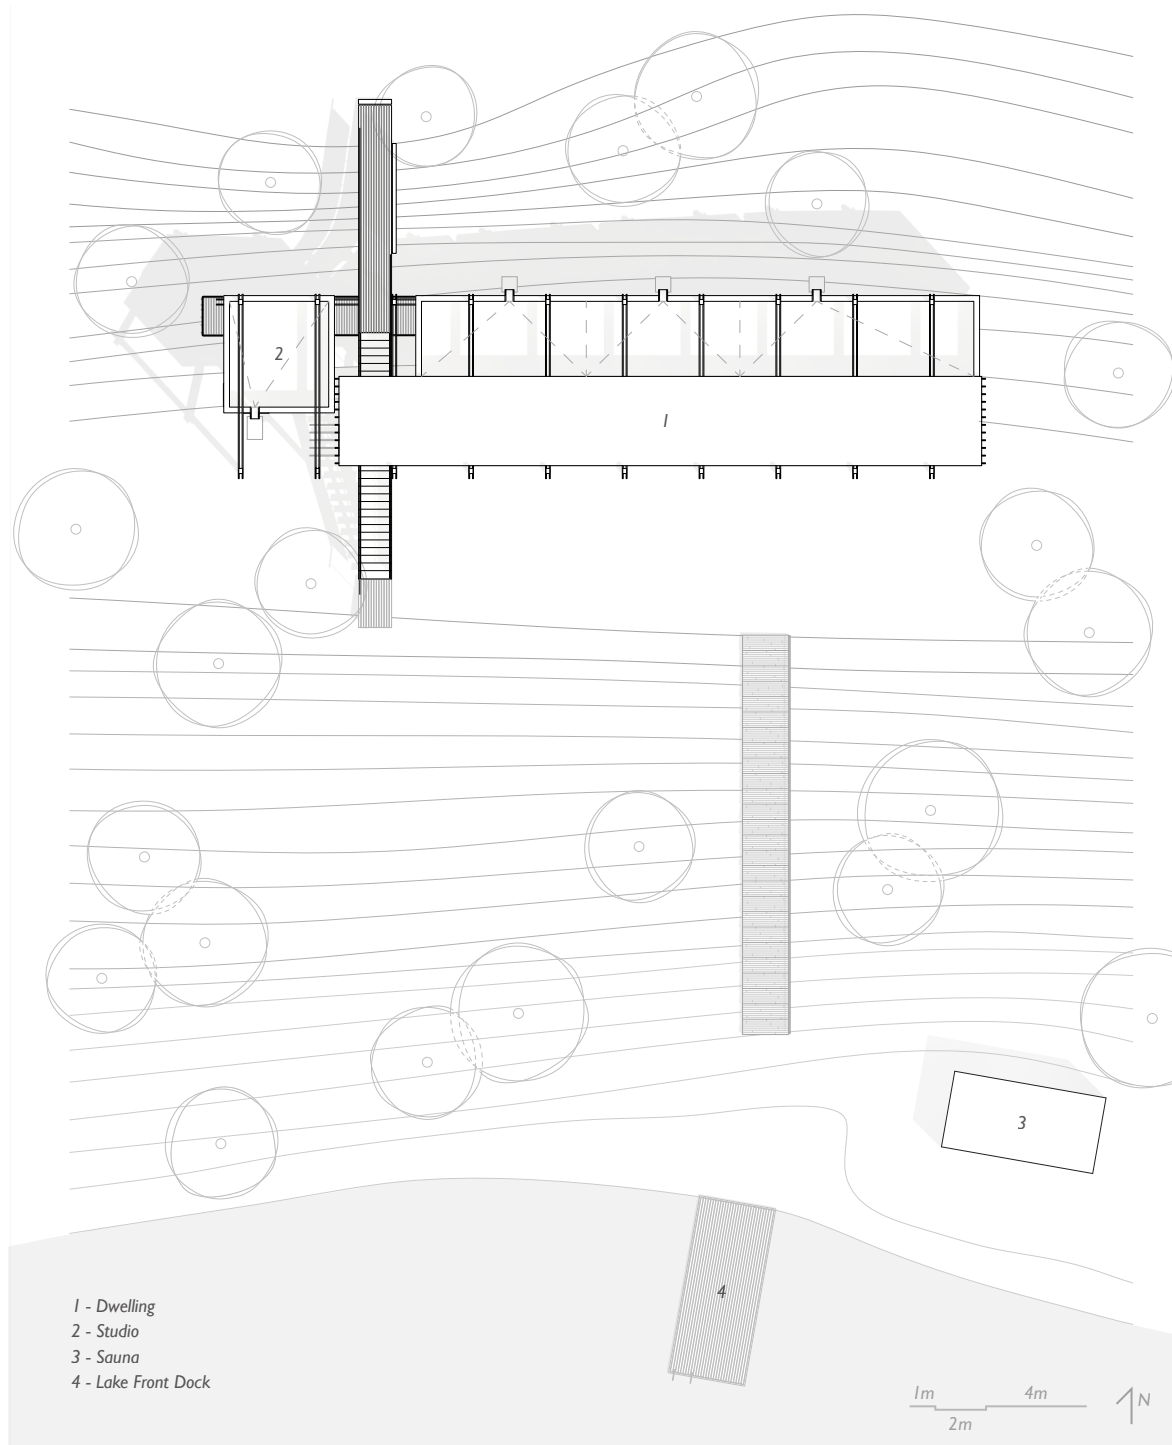 2
1
3
4
1 - Dwelling
2 - Studio
3 - Sauna
4 - Lake Front Dock
1m
4m
2m
N